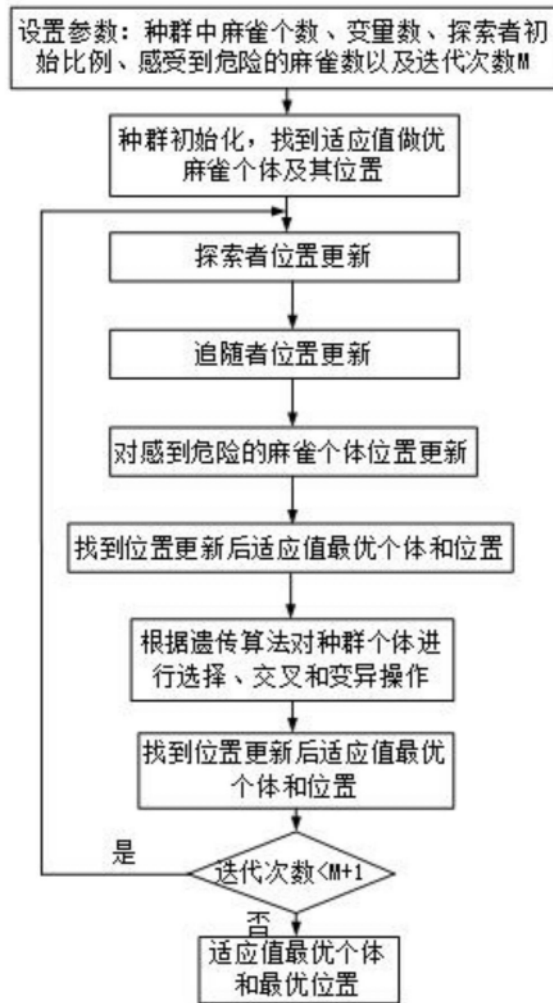 设置参数：种群中麻雀个数、变量数、探索者初
始比例、感受到危险的麻雀数以及迭代次数M
种群初始化，找到适应值做优
麻雀个体及其位置
探索者位置更新
追随者位置更新
对感到危险的麻雀个体位置更新
找到位置更新后适应值最优个体和位置
根据遗传算法对种群个体进
行选择、交叉和变异操作
找到位置更新后适应值最优
个体和位置
是
迭代次数<M+1
否
适应值最优个体
和最优位置